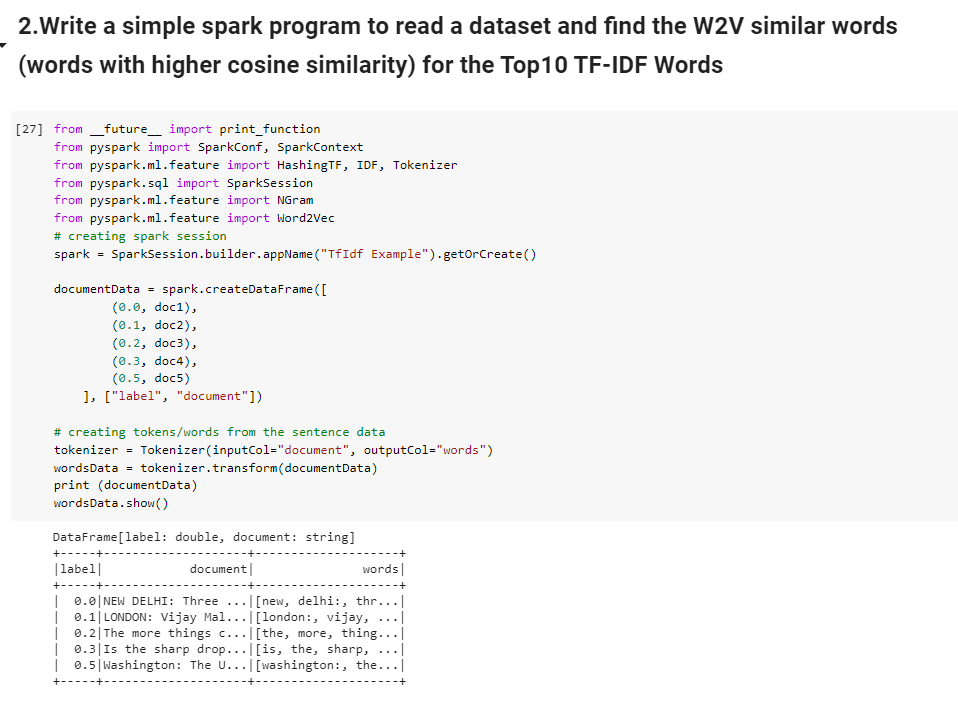 2.Write a simple spark program to read a dataset and find the W2V similar words
(words with higher cosine similarity) for the Top10 TF-IDF Words
[27] from __future__ import print_function
from pyspark import SparkConf, SparkContext
from pyspark.ml.feature import HashingTF, IDF, Tokenizer
from pyspark.sql import SparkSession
from pyspark.ml.feature import NGram
from pyspark.ml.feature import Word2Vec
# creating spark session
spark = SparkSession.builder.appName("TfIdf Example").getOrCreate()
documentData = spark.createDataFrame([
        (0.0, doc1),
        (0.1, doc2),
        (0.2, doc3),
        (0.3, doc4),
        (0.5, doc5)
    ], ["label", "document"])
# creating tokens/words from the sentence data
tokenizer = Tokenizer(inputCol="document", outputCol="words")
wordsData = tokenizer.transform(documentData)
print (documentData)
wordsData.show()
DataFrame[label: double, document: string]
+-----+--------------------+--------------------+
|label|            document|               words|
+-----+--------------------+--------------------+
|  0.0|NEW DELHI: Three ...|[new, delhi:, thr...|
|  0.1|LONDON: Vijay Mal...|[london:, vijay, ...|
|  0.2|The more things c...|[the, more, thing...|
|  0.3|Is the sharp drop...|[is, the, sharp, ...|
|  0.5|Washington: The U...|[washington:, the...|
+-----+--------------------+--------------------+